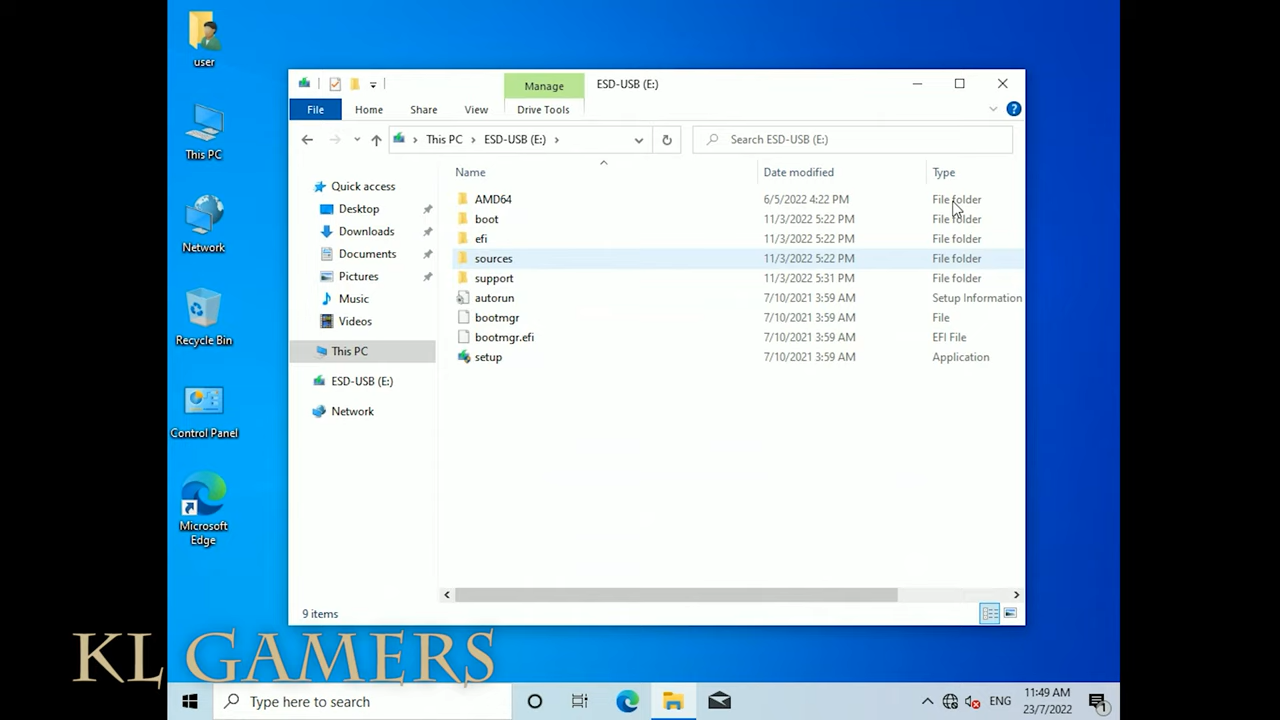 user
This PC
Network
Recycle Bin
Control Panel
Microsoft
Edge
Manage
ESD-USB (E:)
File
Home
Share
View
Drive Tools
This PC
ESD-USB (E:)
Search ESD-USB (E:)
Quick access
Desktop
Downloads
Documents
Pictures
Music
Videos
This PC
ESD-USB (E:)
Network
Name Date modified Type
AMD64 6/5/2022 4:22 PM File folder
boot 11/3/2022 5:22 PM File folder
efi 11/3/2022 5:22 PM File folder
sources 11/3/2022 5:22 PM File folder
support 11/3/2022 5:31 PM File folder
autorun 7/10/2021 3:59 AM Setup Information
bootmgr 7/10/2021 3:59 AM File
bootmgr.efi 7/10/2021 3:59 AM EFI File
setup 7/10/2021 3:59 AM Application
9 items
KL GAMERS
Type here to search
ENG
11:49 AM
23/7/2022
1